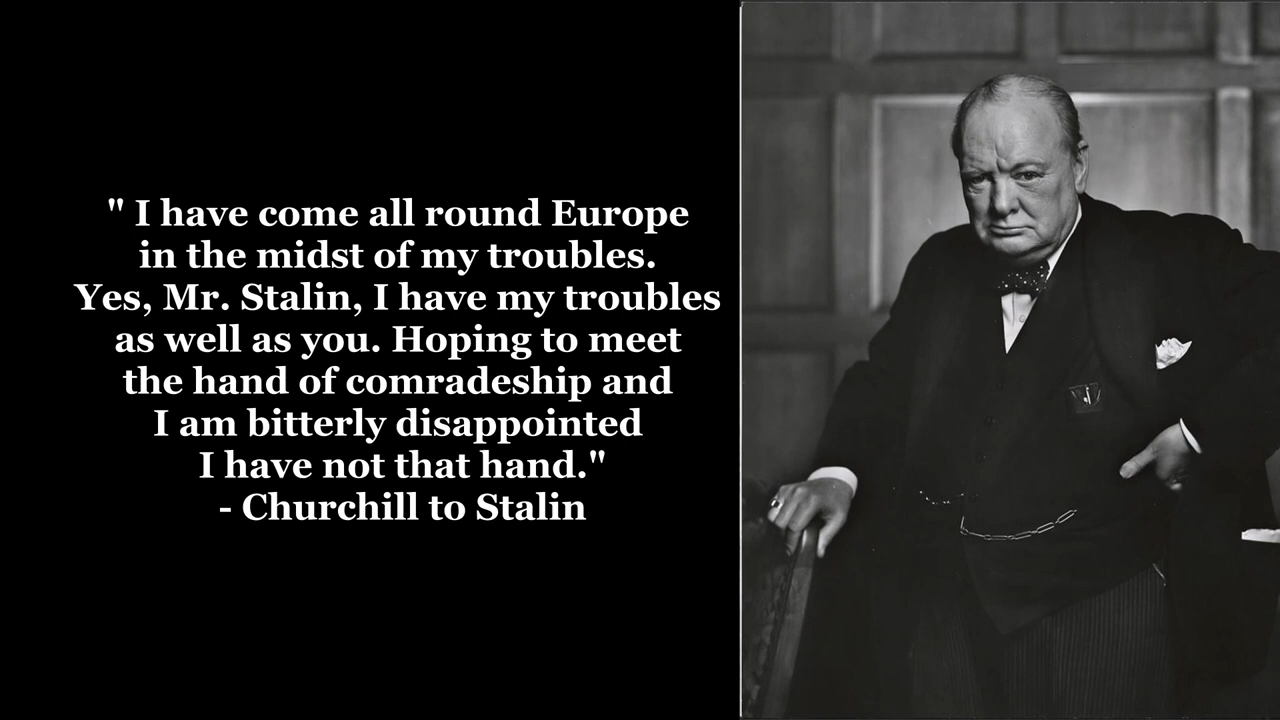 " I have come all round Europe
in the midst of my troubles.
Yes, Mr. Stalin, I have my troubles
as well as you. Hoping to meet
the hand of comradeship and
I am bitterly disappointed
I have not that hand."
- Churchill to Stalin